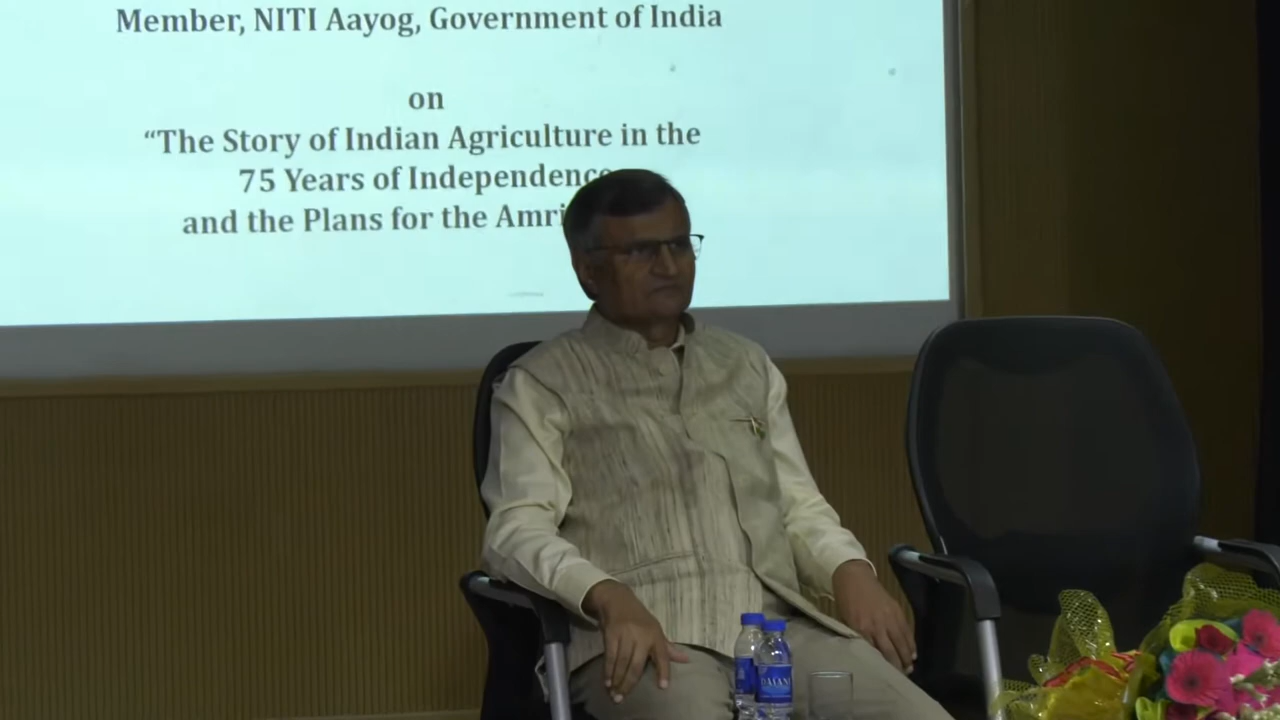 Member, NITI Aayog, Government of India
on
“The Story of Indian Agriculture in the
75 Years of Independence
and the Plans for the Amri